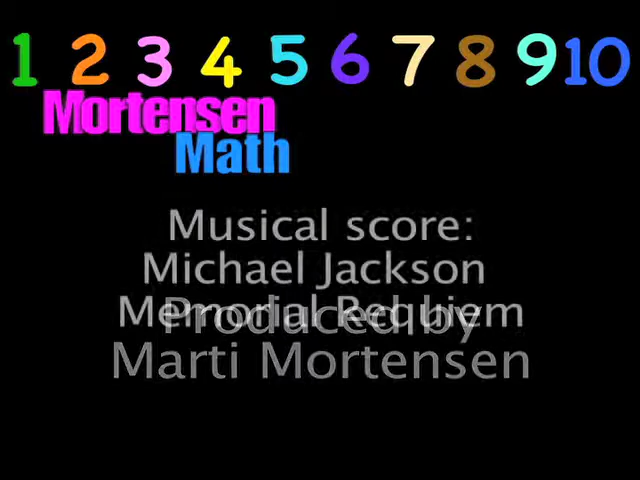 1 2 3 4 5 6 7 8 9 10
Mortensen
Math
Musical score:
Michael Jackson
Memorial Requiem
Produced by
Marti Mortensen